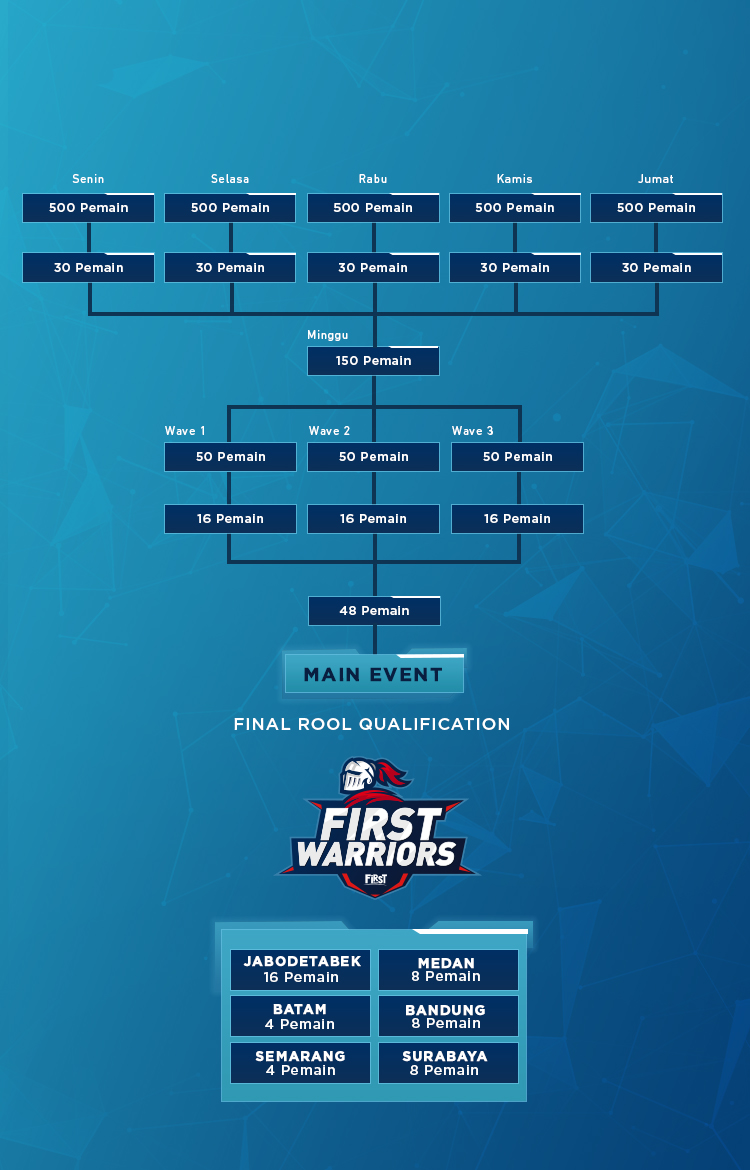 Senin Selasa Rabu Kamis Jumat
500 Pemain 500 Pemain 500 Pemain 500 Pemain 500 Pemain
30 Pemain 30 Pemain 30 Pemain 30 Pemain 30 Pemain
Minggu
150 Pemain
Wave 1 Wave 2 Wave 3
50 Pemain 50 Pemain 50 Pemain
16 Pemain 16 Pemain 16 Pemain
48 Pemain
MAIN EVENT
FINAL ROOL QUALIFICATION
FIRST
WARRIORS
FiRST
JABODETABEK
16 Pemain
MEDAN
8 Pemain
BATAM
4 Pemain
BANDUNG
8 Pemain
SEMARANG
4 Pemain
SURABAYA
8 Pemain